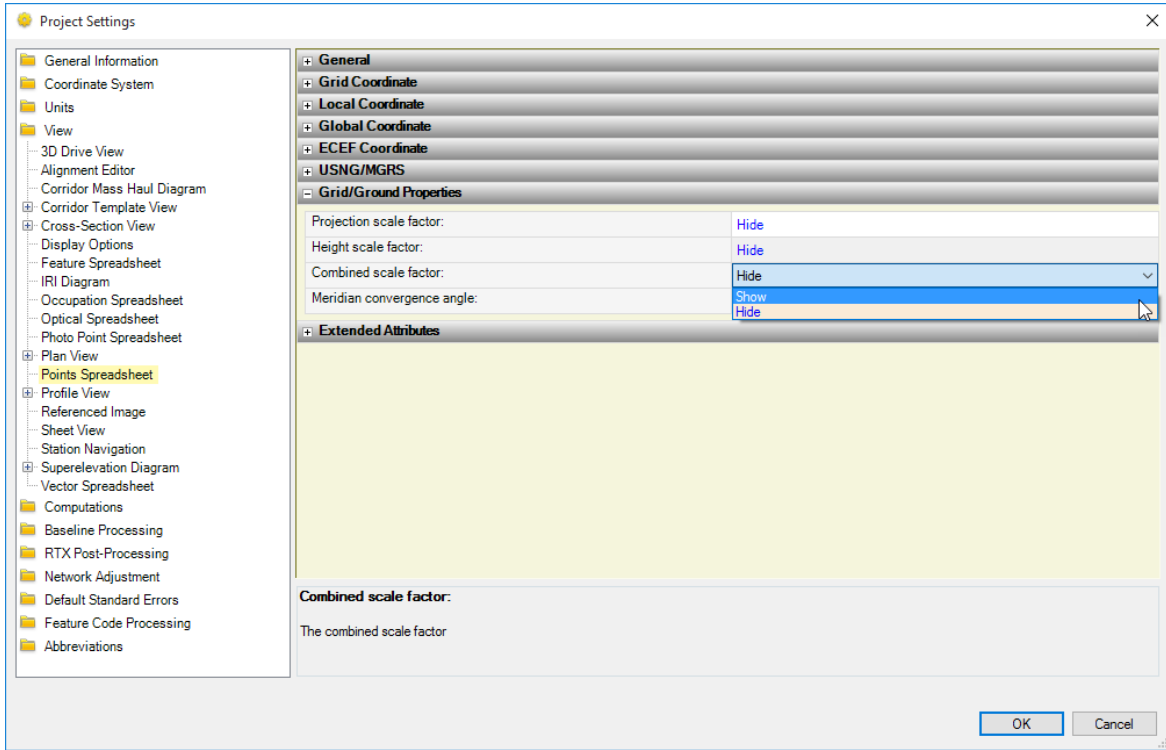 Project Settings
General Information
Coordinate System
Units
View
3D Drive View
Alignment Editor
Corridor Mass Haul Diagram
Corridor Template View
Cross-Section View
Display Options
Feature Spreadsheet
IRI Diagram
Occupation Spreadsheet
Optical Spreadsheet
Photo Point Spreadsheet
Plan View
Points Spreadsheet
Profile View
Referenced Image
Sheet View
Station Navigation
Superelevation Diagram
Vector Spreadsheet
Computations
Baseline Processing
RTX Post-Processing
Network Adjustment
Default Standard Errors
Feature Code Processing
Abbreviations
General
Grid Coordinate
Local Coordinate
Global Coordinate
ECEF Coordinate
USNG/MGRS
Grid/Ground Properties
Projection scale factor: Hide
Height scale factor: Hide
Combined scale factor: Hide
Meridian convergence angle:
Show
Hide
Extended Attributes
Combined scale factor:
The combined scale factor
OK Cancel